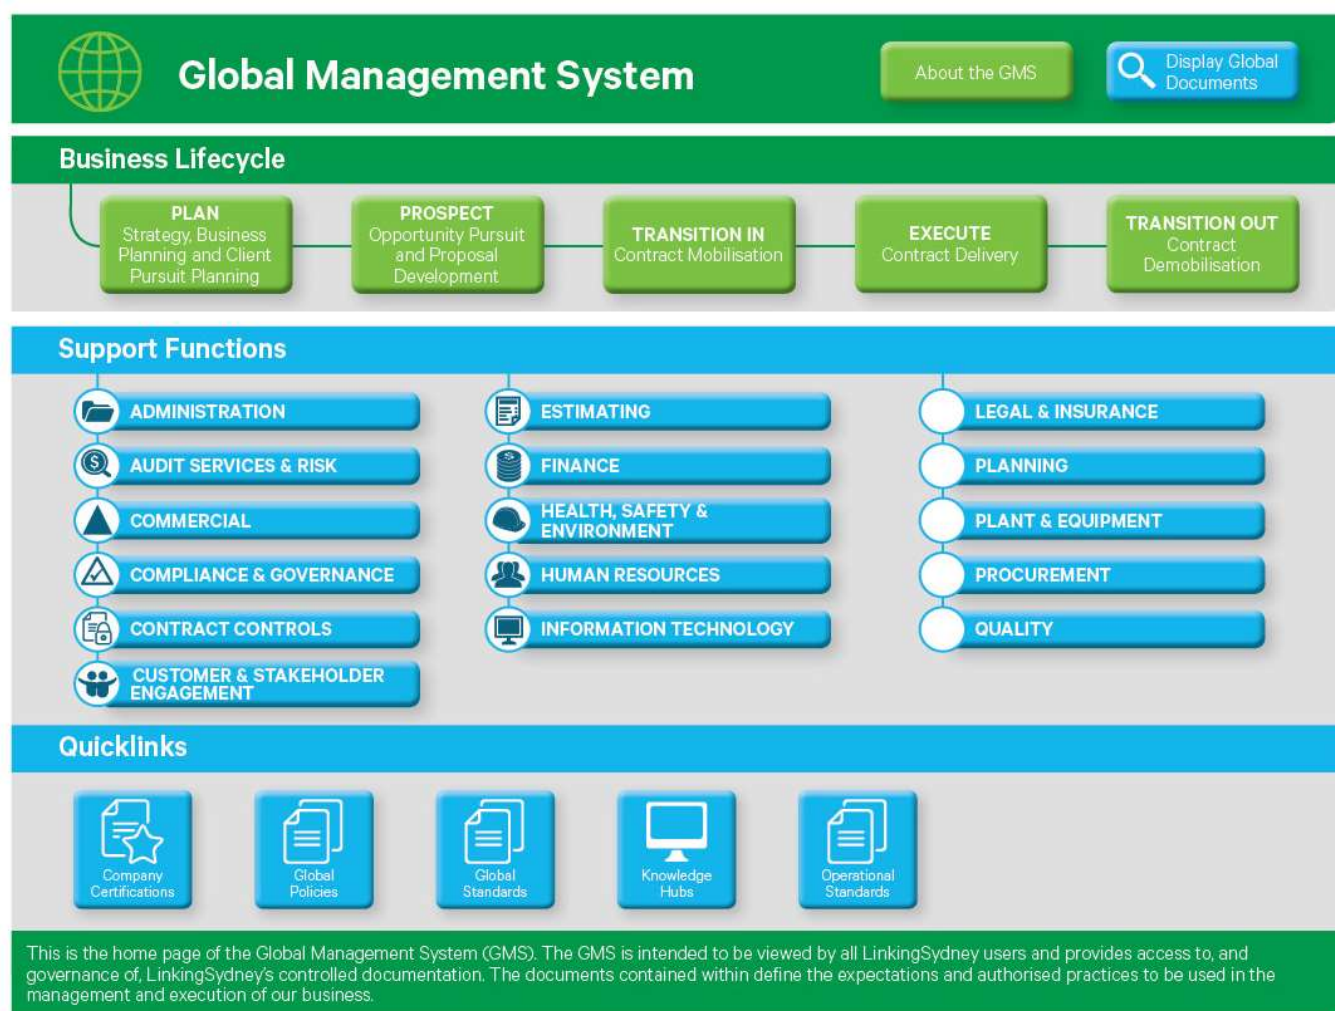 Global Management System
About the GMS
Display Global
Documents
Business Lifecycle
PLAN
Strategy, Business
Planning and Client
Pursuit Planning
PROSPECT
Opportunity Pursuit
and Proposal
Development
TRANSITION IN
Contract Mobilisation
EXECUTE
Contract Delivery
TRANSITION OUT
Contract
Demobilisation
Support Functions
ADMINISTRATION
AUDIT SERVICES & RISK
COMMERCIAL
COMPLIANCE & GOVERNANCE
CONTRACT CONTROLS
CUSTOMER & STAKEHOLDER
ENGAGEMENT
ESTIMATING
FINANCE
HEALTH, SAFETY &
ENVIRONMENT
HUMAN RESOURCES
INFORMATION TECHNOLOGY
LEGAL & INSURANCE
PLANNING
PLANT & EQUIPMENT
PROCUREMENT
QUALITY
Quicklinks
Company
Certifications
Global
Policies
Global
Standards
Knowledge
Hubs
Operational
Standards
This is the home page of the Global Management System (GMS). The GMS is intended to be viewed by all LinkingSydney users and provides access to, and
governance of, LinkingSydney's controlled documentation. The documents contained within define the expectations and authorised practices to be used in the
management and execution of our business.